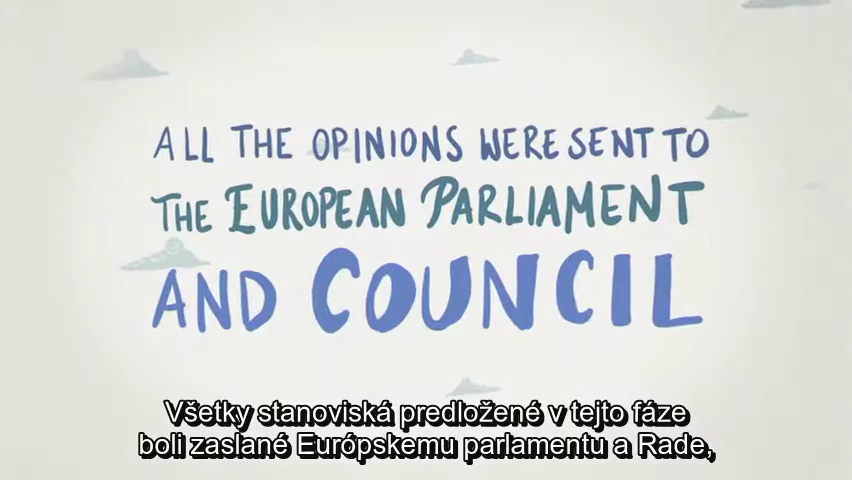 ALL THE OPINIONS WERE SENT TO
THE EUROPEAN PARLIAMENT
AND COUNCIL
Všetky stanoviská predložené v tejto fáze
boli zaslané Európskemu parlamentu a Rade,